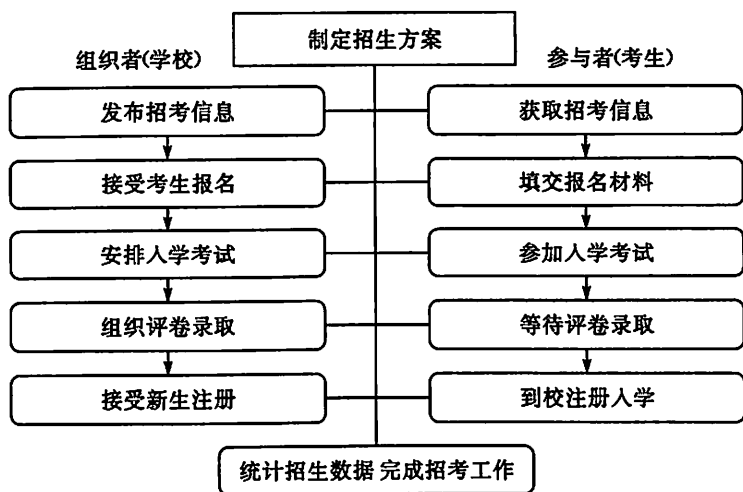 制定招生方案
组织者(学校)
参与者(考生)
发布招考信息
获取招考信息
接受考生报名
填交报名材料
安排入学考试
参加入学考试
组织评卷录取
等待评卷录取
接受新生注册
到校注册入学
统计招生数据 完成招考工作